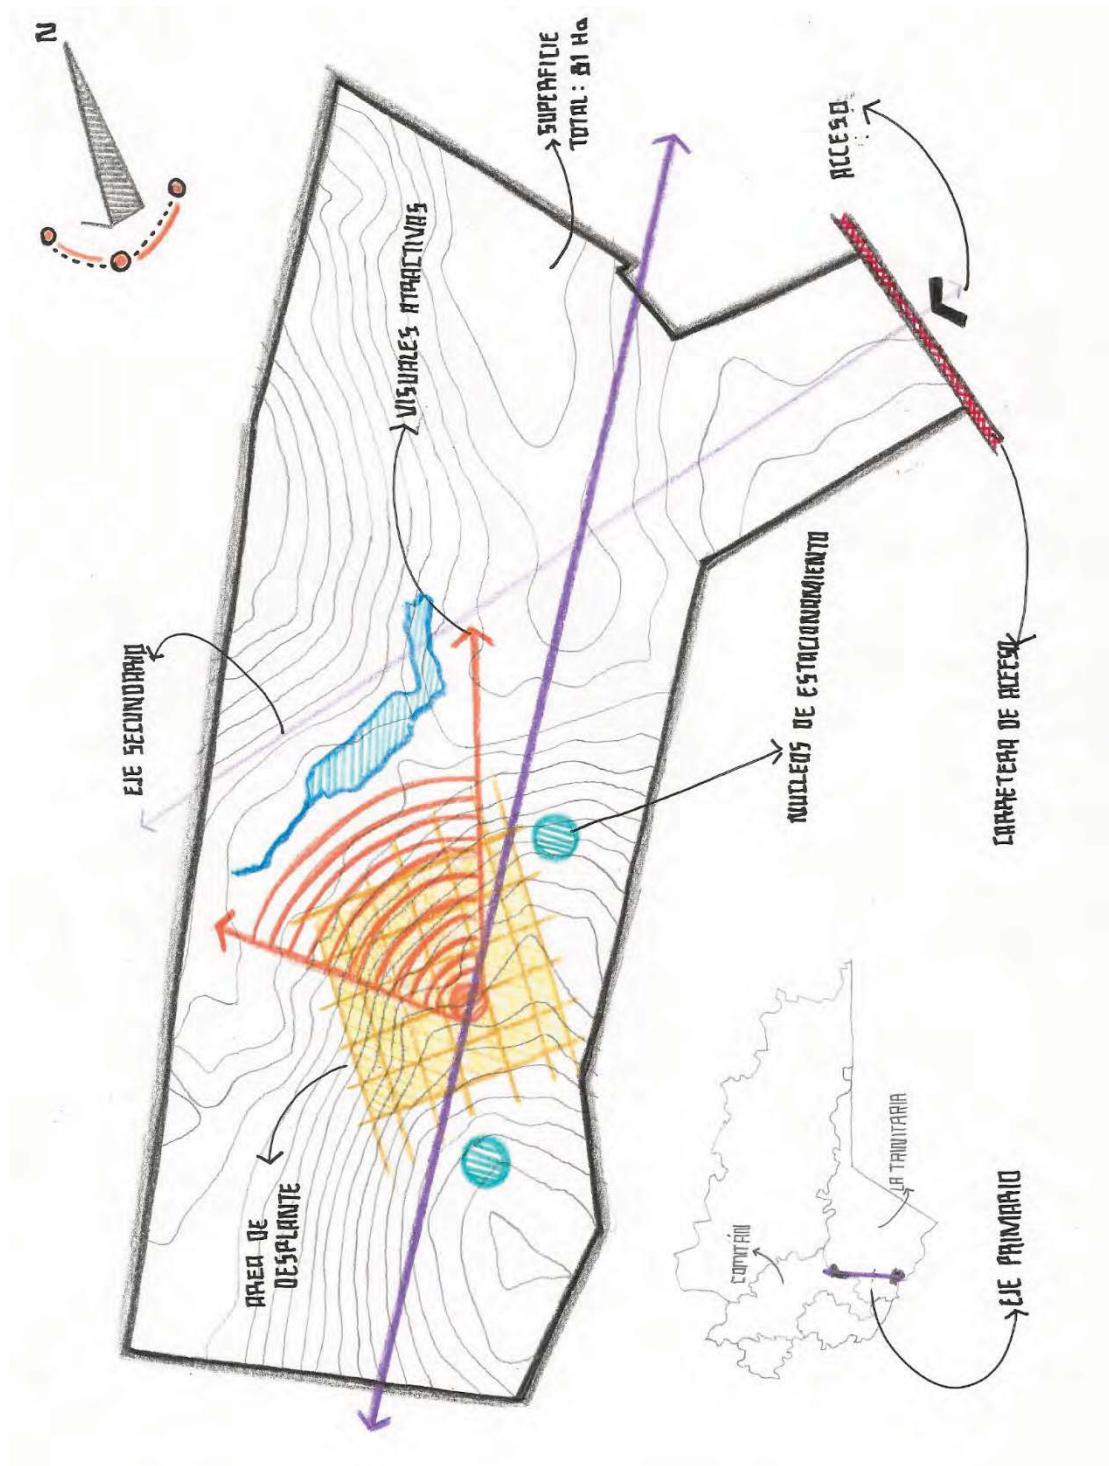 N
SUPERFICIE
TOTAL: 81 Ha
ACCESO
VISUALES ATRACTIVAS
EJE SECUNDARIO
NUCLEOS DE ESTACIONAMIENTO
CARRETERA DE ACCESO
AREA DE
DESPLANTE
COMITÁN
LA TRINITARIA
EJE PRIMARIO